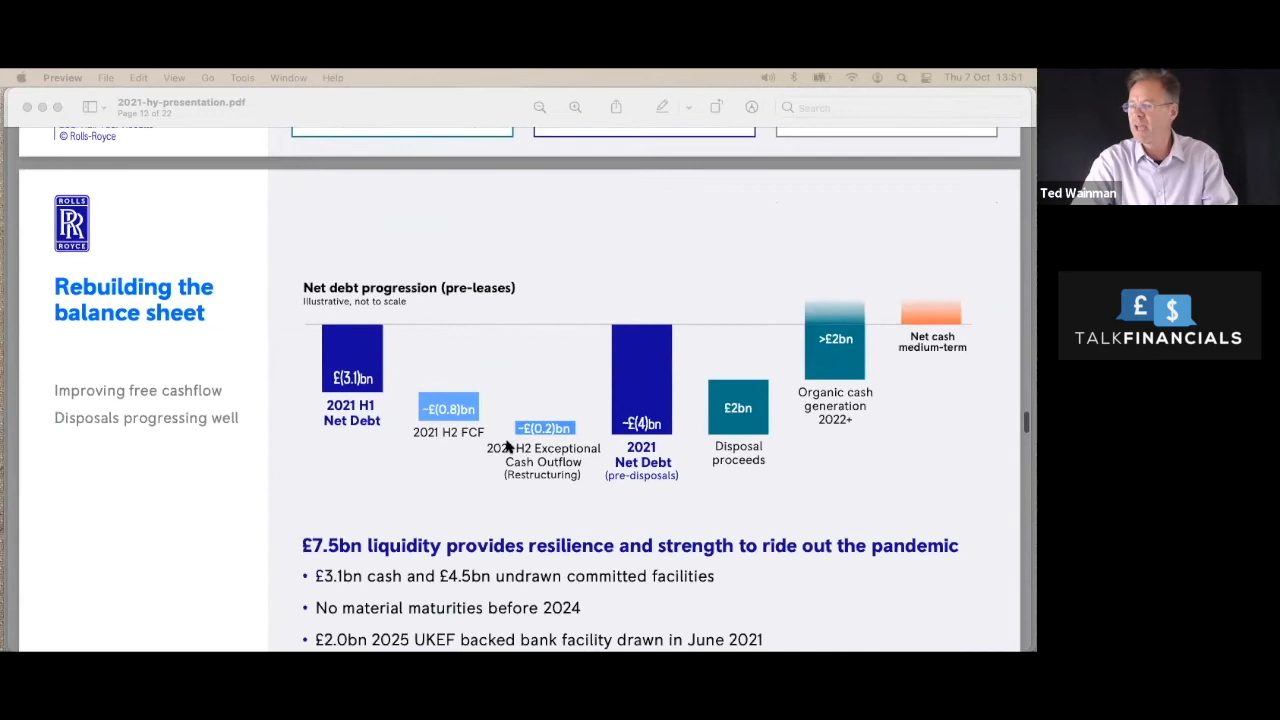 Preview File Edit View Go Tools Window Help
Thu 7 Oct 13:51
2021-hy-presentation.pdf
Page 13 of 22
Search
© Rolls-Royce
ROLLS
RR
ROYCE
Rebuilding the
balance sheet
Improving free cashflow
Disposals progressing well
Net debt progression (pre-leases)
Illustrative, not to scale
£(3.1)bn
2021 H1
Net Debt
~£(0.8)bn
2021 H2 FCF
~£(0.2)bn
H2 Exceptional
Cash Outflow
(Restructuring)
~£(4)bn
2021
Net Debt
(pre-disposals)
£2bn
Disposal
proceeds
>£2bn
Organic cash
generation
2022+
Net cash
medium-term
£7.5bn liquidity provides resilience and strength to ride out the pandemic
• £3.1bn cash and £4.5bn undrawn committed facilities
• No material maturities before 2024
• £2.0bn 2025 UKEF backed bank facility drawn in June 2021
Ted Wainman
£ $
TALKFINANCIALS